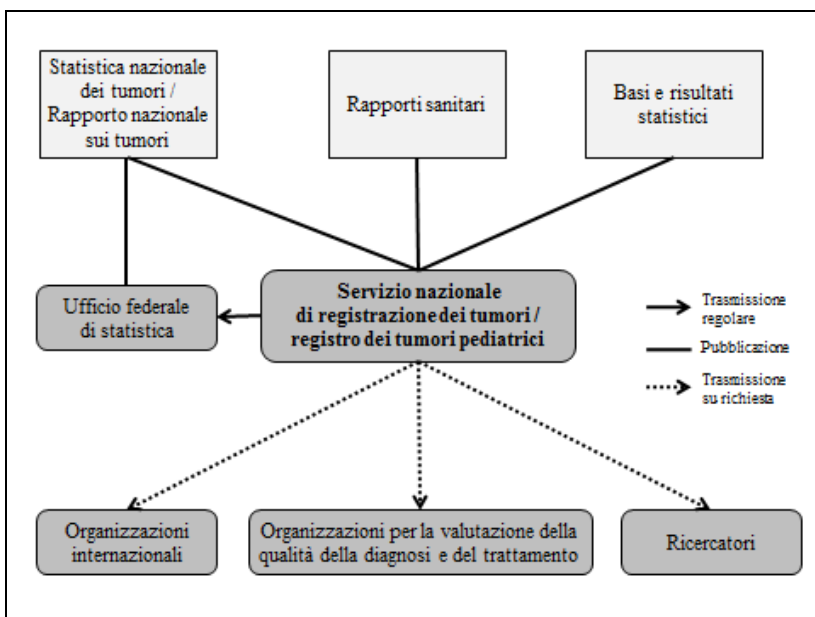 Statistica nazionale
dei tumori /
Rapporto nazionale
sui tumori
Rapporti sanitari
Basi e risultati
statistici
Ufficio federale
di statistica
Servizio nazionale
di registrazione dei tumori /
registro dei tumori pediatrici
Trasmissione
regolare
Pubblicazione
Trasmissione
su richiesta
Organizzazioni
internazionali
Organizzazioni per la valutazione della
qualità della diagnosi e del trattamento
Ricercatori